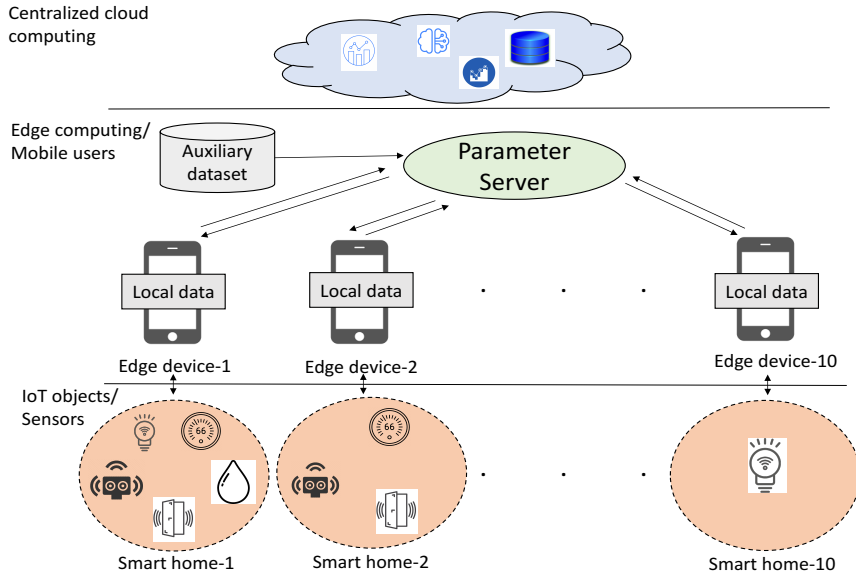 Centralized cloud
computing
Edge computing/
Mobile users
Auxiliary
dataset
Parameter
Server
Local data
Local data
Local data
Edge device-1
Edge device-2
Edge device-10
IoT objects/
Sensors
66
66
Smart home-1
Smart home-2
Smart home-10